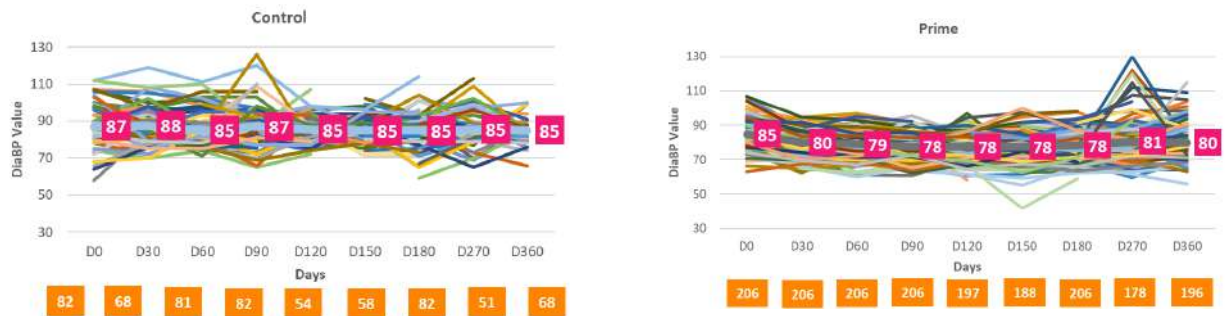 Control
DiaBP Value
130
110
90
70
50
30
87 88 85 87 85 85 85 85 85
D0 D30 D60 D90 D120 D150 D180 D270 D360
Days
82 68 81 82 54 58 82 51 68
Prime
DiaBP Value
130
110
90
70
50
30
85 80 79 78 78 78 78 81 80
D0 D30 D60 D90 D120 D150 D180 D270 D360
Days
206 206 206 206 197 188 206 178 196